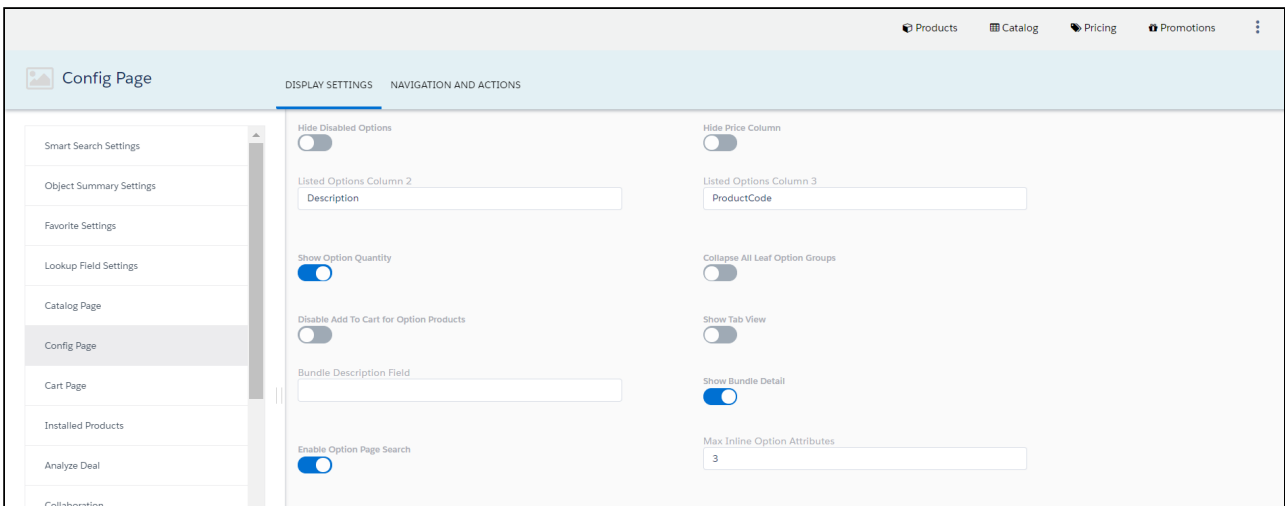 Products Catalog Pricing Promotions
Config Page
DISPLAY SETTINGS NAVIGATION AND ACTIONS
Smart Search Settings
Object Summary Settings
Favorite Settings
Lookup Field Settings
Catalog Page
Config Page
Cart Page
Installed Products
Analyze Deal
Collaboration
Hide Disabled Options Hide Price Column
Listed Options Column 2 Listed Options Column 3
Description ProductCode
Show Option Quantity Collapse All Leaf Option Groups
Disable Add To Cart for Option Products Show Tab View
Bundle Description Field Show Bundle Detail
Enable Option Page Search Max Inline Option Attributes
3